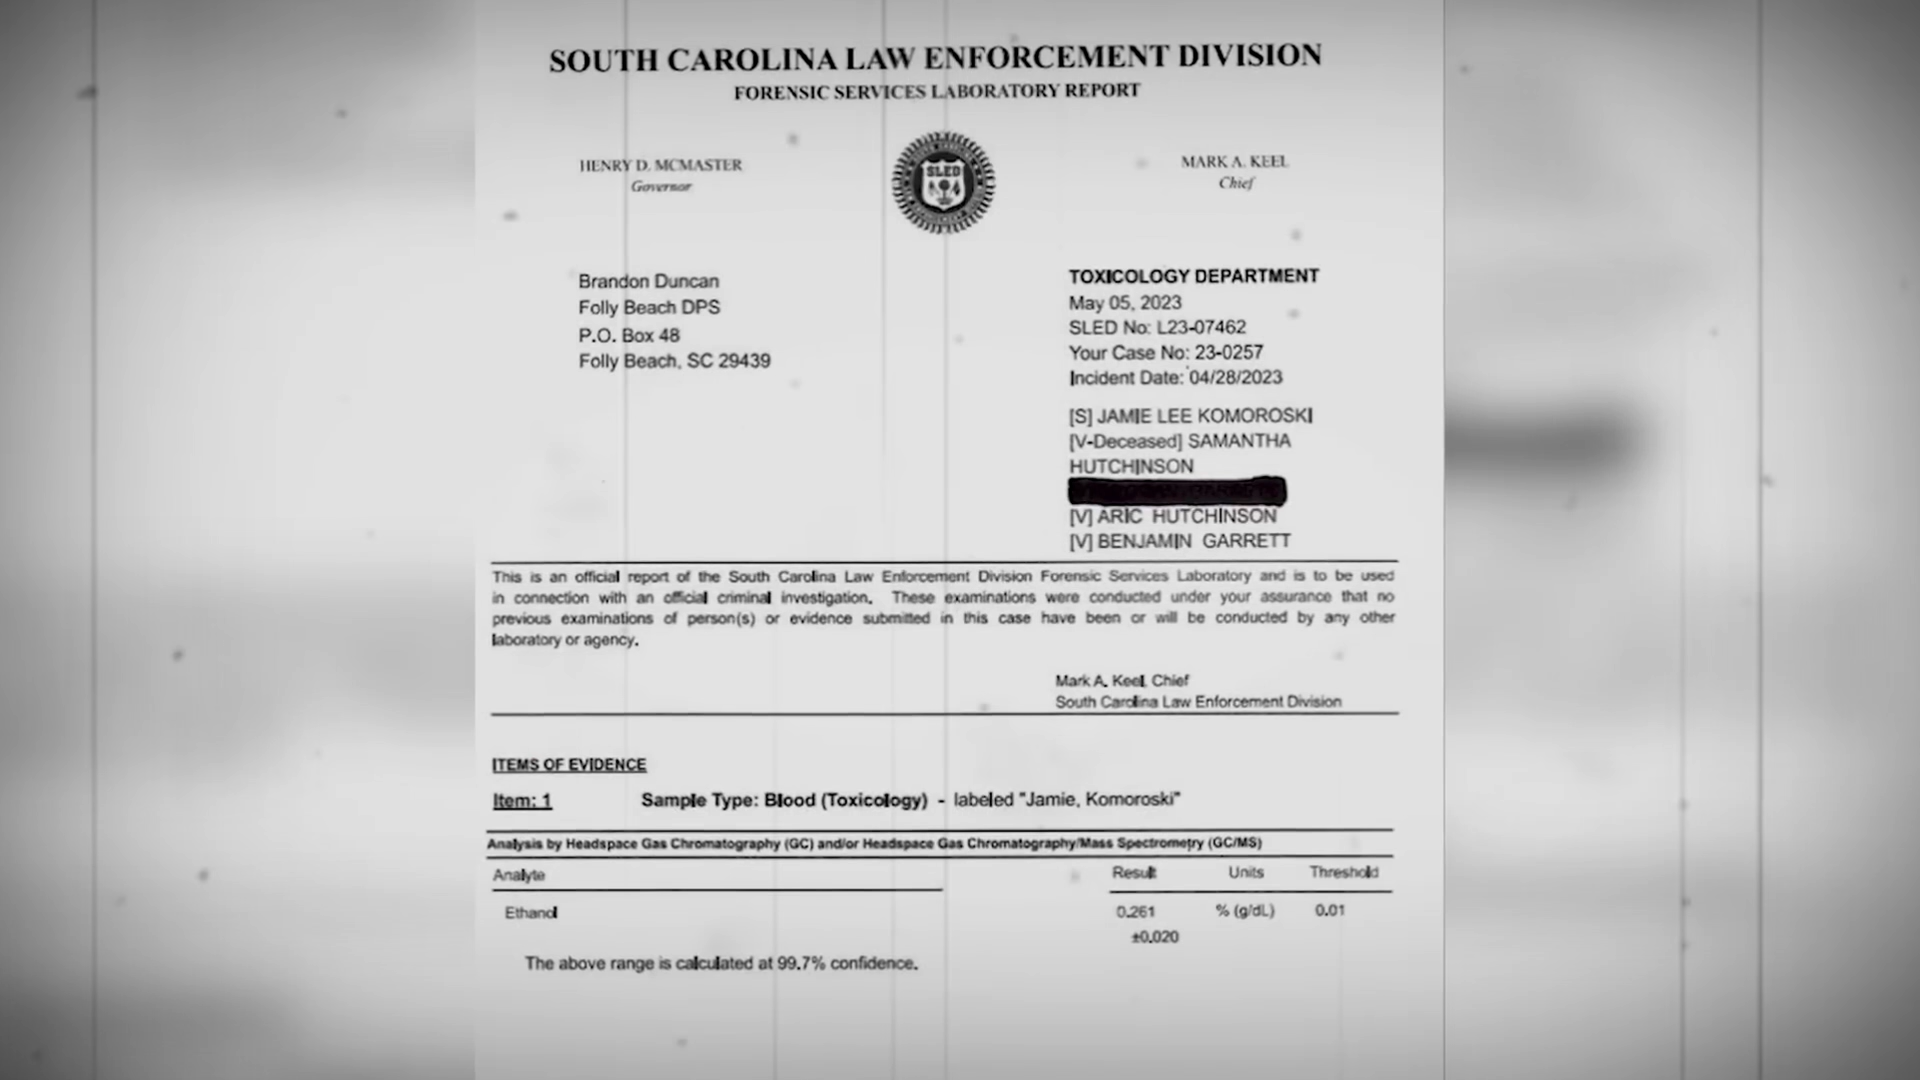 SOUTH CAROLINA LAW ENFORCEMENT DIVISION
FORENSIC SERVICES LABORATORY REPORT
HENRY D. MCMASTER
Governor
SLED
MARK A. KEEL
Chief
Brandon Duncan
Folly Beach DPS
P.O. Box 48
Folly Beach, SC 29439
TOXICOLOGY DEPARTMENT
May 05, 2023
SLED No: L23-07462
Your Case No: 23-0257
Incident Date: 04/28/2023
[S] JAMIE LEE KOMOROSKI
[V-Deceased] SAMANTHA
HUTCHINSON
[V] ARIC HUTCHINSON
[V] BENJAMIN GARRETT
This is an official report of the South Carolina Law Enforcement Division Forensic Services Laboratory and is to be used
in connection with an official criminal investigation. These examinations were conducted under your assurance that no
previous examinations of person(s) or evidence submitted in this case have been or will be conducted by any other
laboratory or agency.
Mark A. Keel, Chief
South Carolina Law Enforcement Division
ITEMS OF EVIDENCE
Item: 1 Sample Type: Blood (Toxicology) - labeled "Jamie, Komoroski"
Analysis by Headspace Gas Chromatography (GC) and/or Headspace Gas Chromatography/Mass Spectrometry (GC/MS)
Analyte Result Units Threshold
Ethanol 0.261 % (g/dL) 0.01
±0.020
The above range is calculated at 99.7% confidence.